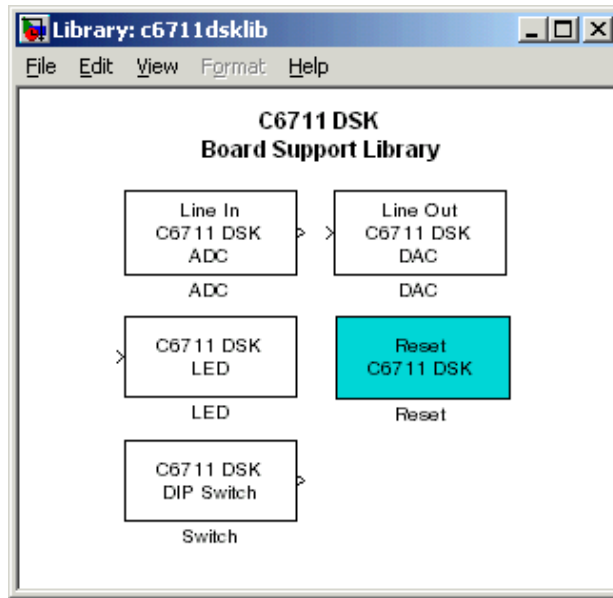 Library: c6711dsklib
File Edit View Format Help
C6711 DSK
Board Support Library
Line In
C6711 DSK
ADC
ADC
Line Out
C6711 DSK
DAC
DAC
C6711 DSK
LED
LED
Reset
C6711 DSK
Reset
C6711 DSK
DIP Switch
Switch